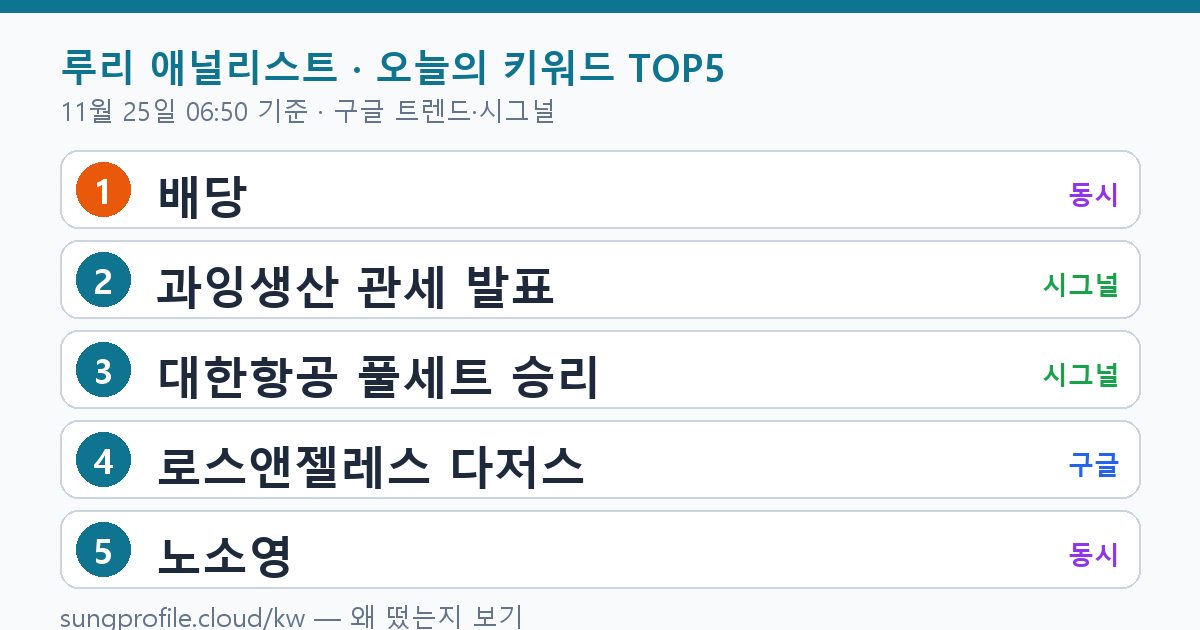 루리 애널리스트 · 오늘의 키워드 TOP5
11월 25일 06:50 기준 · 구글 트렌드·시그널
1 배당 동시
2 과잉생산 관세 발표 시그널
3 대한항공 풀세트 승리 시그널
4 로스앤젤레스 다저스 구글
5 노소영 동시
sungprofile.cloud/kw — 왜 떴는지 보기